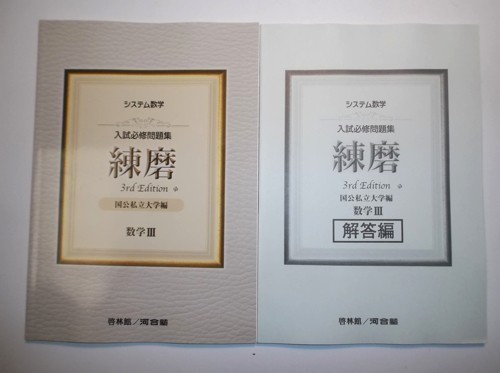 システム数学
入試必修問題集
練磨
3rd Edition
国公私立大学編
数学III
啓林館／河合塾
システム数学
入試必修問題集
練磨
3rd Edition
国公私立大学編
数学III
解答編
啓林館／河合塾